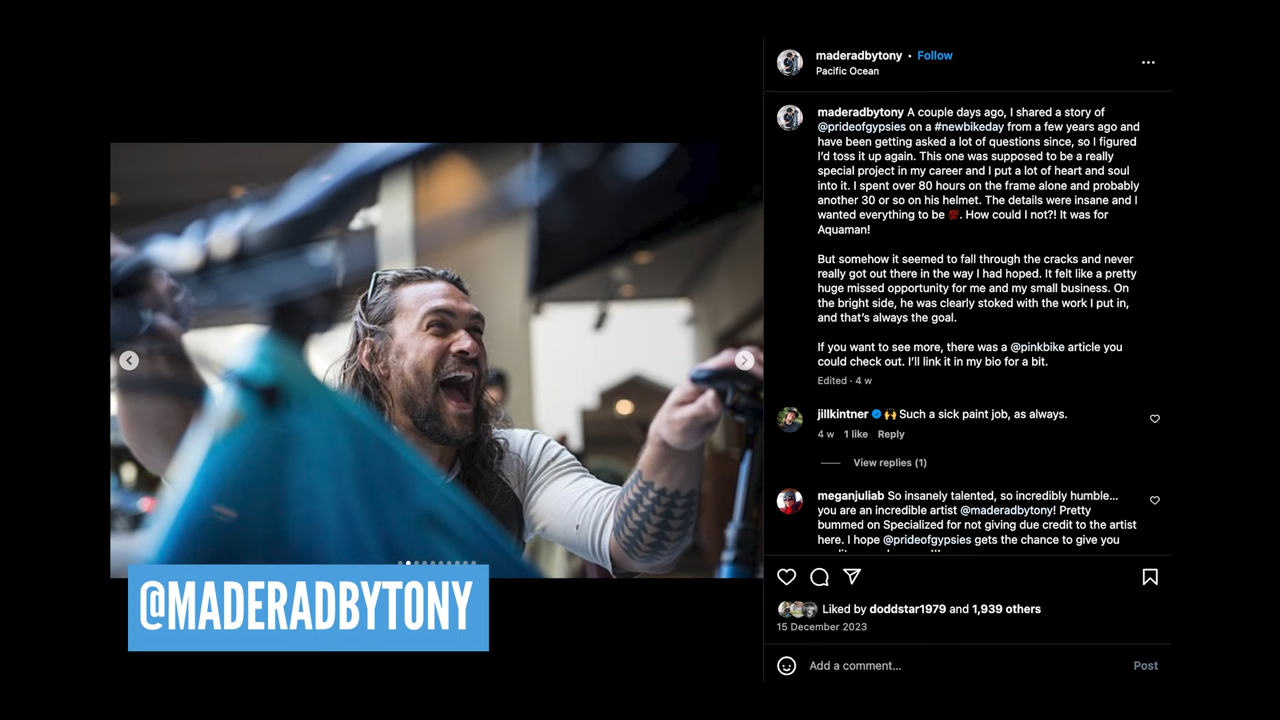 maderadbytony • Follow
Pacific Ocean
maderadbytony A couple days ago, I shared a story of
@prideofgypsies on a #newbikeday from a few years ago and
have been getting asked a lot of questions since, so I figured
I'd toss it up again. This one was supposed to be a really
special project in my career and I put a lot of heart and soul
into it. I spent over 80 hours on the frame alone and probably
another 30 or so on his helmet. The details were insane and I
wanted everything to be 💯. How could I not?! It was for
Aquaman!
But somehow it seemed to fall through the cracks and never
really got out there in the way I had hoped. It felt like a pretty
huge missed opportunity for me and my small business. On
the bright side, he was clearly stoked with the work I put in,
and that's always the goal.
If you want to see more, there was a @pinkbike article you
could check out. I'll link it in my bio for a bit.
Edited · 4 w
jillkintner 🙌 Such a sick paint job, as always.
4 w 1 like Reply
View replies (1)
meganjuliab So insanely talented, so incredibly humble...
you are an incredible artist @maderadbytony! Pretty
bummed on Specialized for not giving due credit to the artist
here. I hope @prideofgypsies gets the chance to give you
Liked by doddstar1979 and 1,939 others
15 December 2023
Add a comment... Post
@MADERADBYTONY